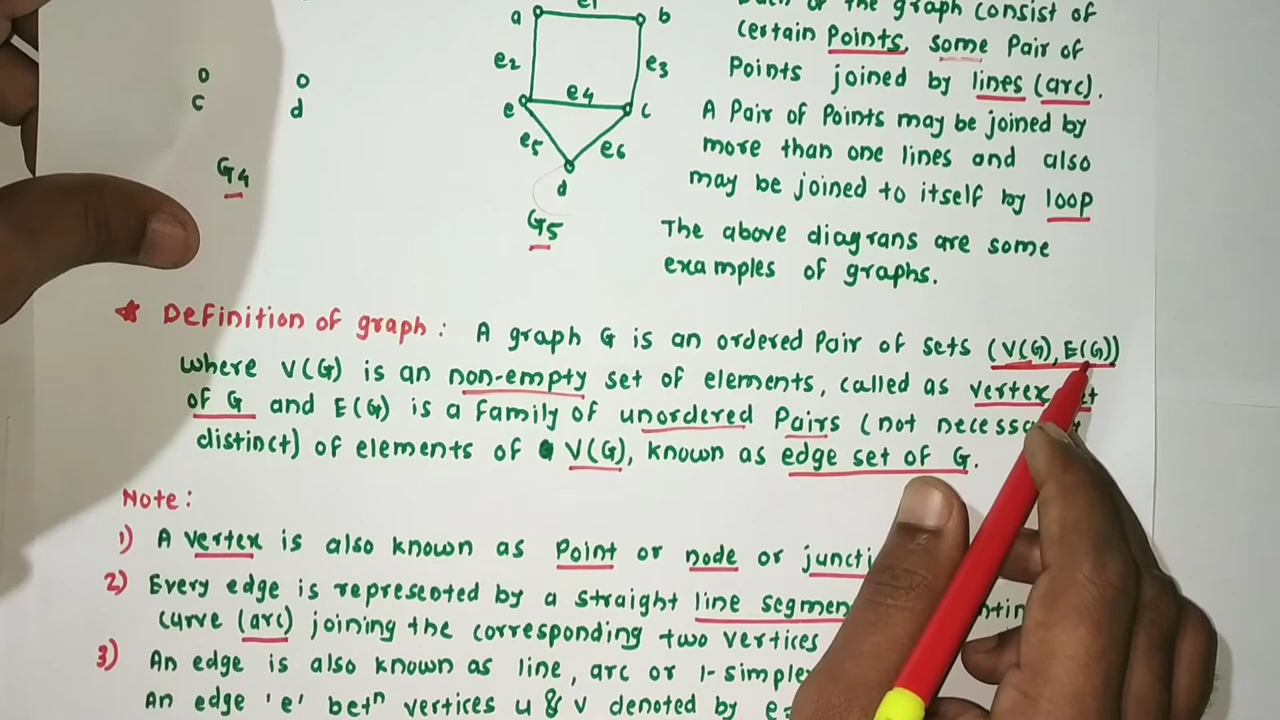 e1
a b
e2 e3
e4
e c
e5 e6
d
G5
c d
G4
the graph consist of
certain Points, some Pair of
Points joined by lines (arc).
A Pair of Points may be joined by
more than one lines and also
may be joined to itself by loop
The above diagrans are some
examples of graphs.
* Definition of graph: A graph G is an ordered Pair of sets (V(G), E(G))
where V(G) is an non-empty set of elements, called as vertex
of G and E(G) is a family of unordered Pairs (not
distinct) of elements of V(G), known as edge set of G.
Note:
1) A vertex is also known as Point or node or
2) Every edge is represented by a straight line
curve (arc) joining the corresponding two vertices
3) An edge is also known as line, arc or
An edge 'e' betn vertices u & v denoted by